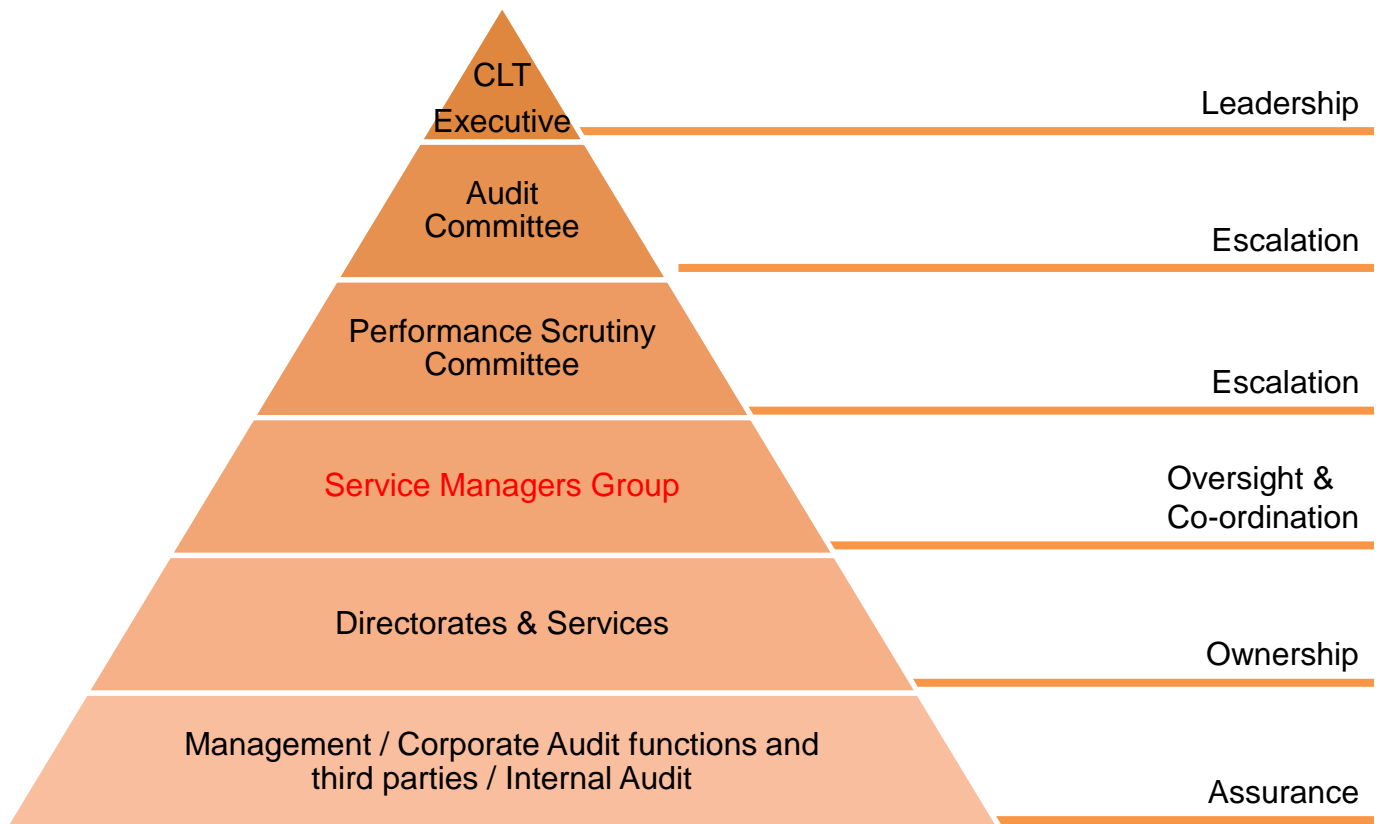 CLT
Executive
Leadership
Audit
Committee
Escalation
Performance Scrutiny
Committee
Escalation
Service Managers Group
Oversight &
Co-ordination
Directorates & Services
Ownership
Management / Corporate Audit functions and
third parties / Internal Audit
Assurance